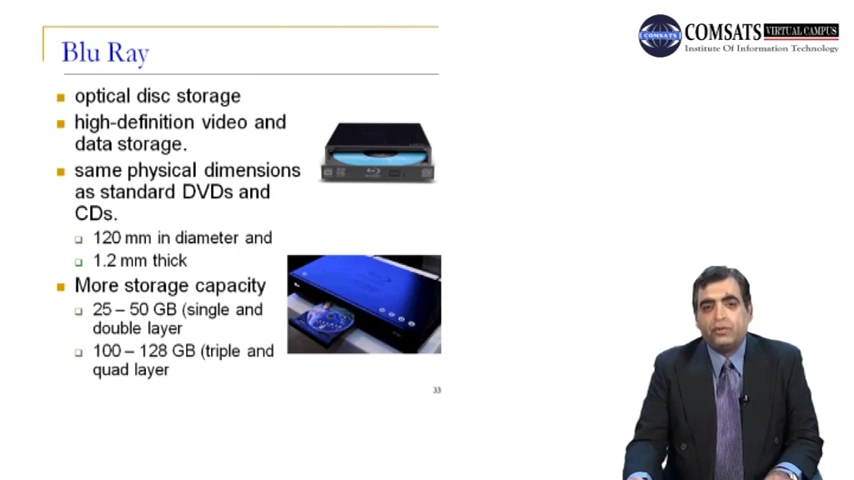 Blu Ray
COMSATS VIRTUAL CAMPUS
COMSATS
Institute Of Information Technology
optical disc storage
high-definition video and
data storage.
same physical dimensions
as standard DVDs and
CDs.
120 mm in diameter and
1.2 mm thick
More storage capacity
25 – 50 GB (single and
double layer
100 – 128 GB (triple and
quad layer
33